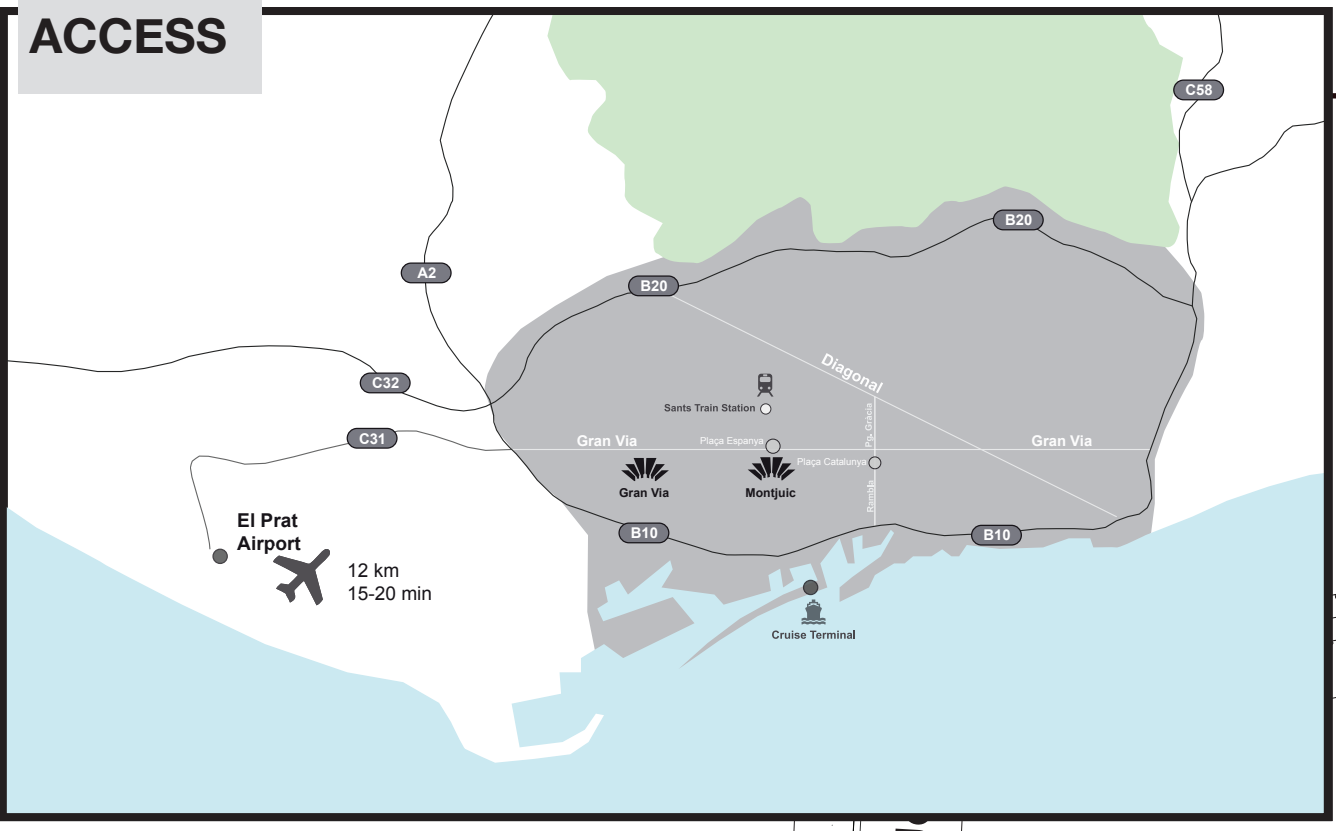 ACCESS
C58
B20
A2
B20
Diagonal
C32
Sants Train Station
Pg. Gràcia
C31
Gran Via
Plaça Espanya
Gran Via
Plaça Catalunya
Gran Via
Montjuic
Rambla
El Prat
Airport
B10
B10
12 km
15-20 min
Cruise Terminal